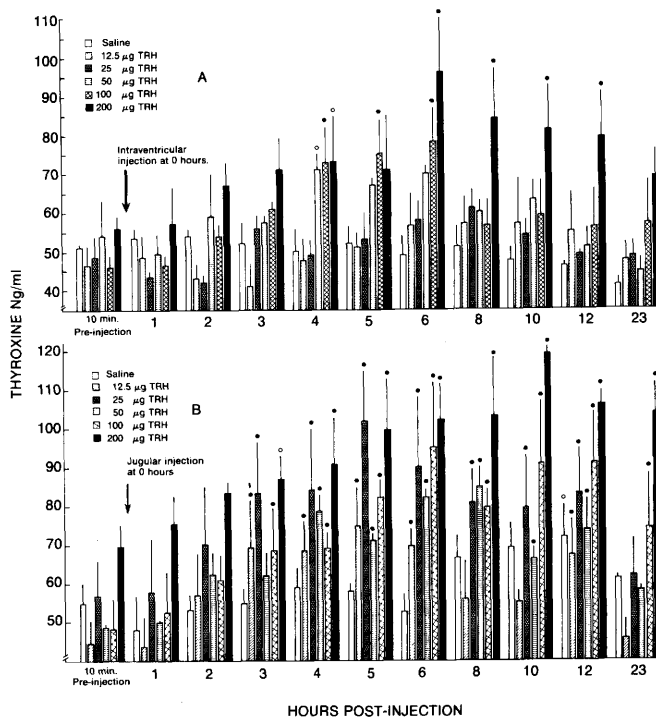 110
100
90
80
70
60
50
40
Saline
12.5 µg TRH
25 µg TRH
50 µg TRH
100 µg TRH
200 µg TRH
A
Intraventricular
injection at 0 hours.
10 min.
Pre-injection
1 2 3 4 5 6 8 10 12 23
THYROXINE Ng/ml
120
110
100
90
80
70
60
50
Saline
12.5 µg TRH
25 µg TRH
50 µg TRH
100 µg TRH
200 µg TRH
B
Jugular injection
at 0 hours
10 min.
Pre-injection
1 2 3 4 5 6 8 10 12 23
HOURS POST-INJECTION